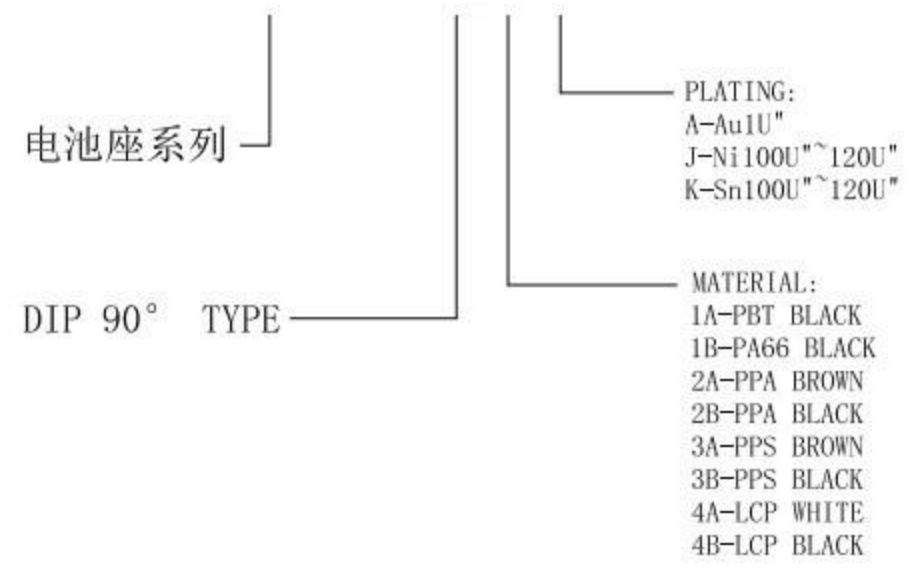 电池座系列
DIP 90° TYPE
PLATING:
A-Au1U"
J-Ni100U"~120U"
K-Sn100U"~120U"
MATERIAL:
1A-PBT BLACK
1B-PA66 BLACK
2A-PPA BROWN
2B-PPA BLACK
3A-PPS BROWN
3B-PPS BLACK
4A-LCP WHITE
4B-LCP BLACK